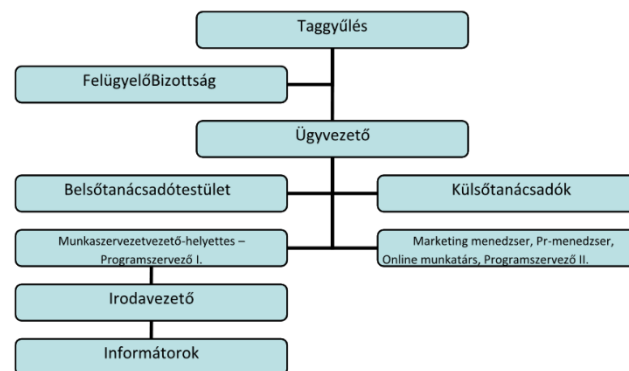 Taggyűlés
FelügyelőBizottság
Ügyvezető
Belsőtanácsadótestület
Külsőtanácsadók
Munkaszervezetvezető-helyettes –
Programszervező I.
Marketing menedzser, Pr-menedzser,
Online munkatárs, Programszervező II.
Irodavezető
Informátorok